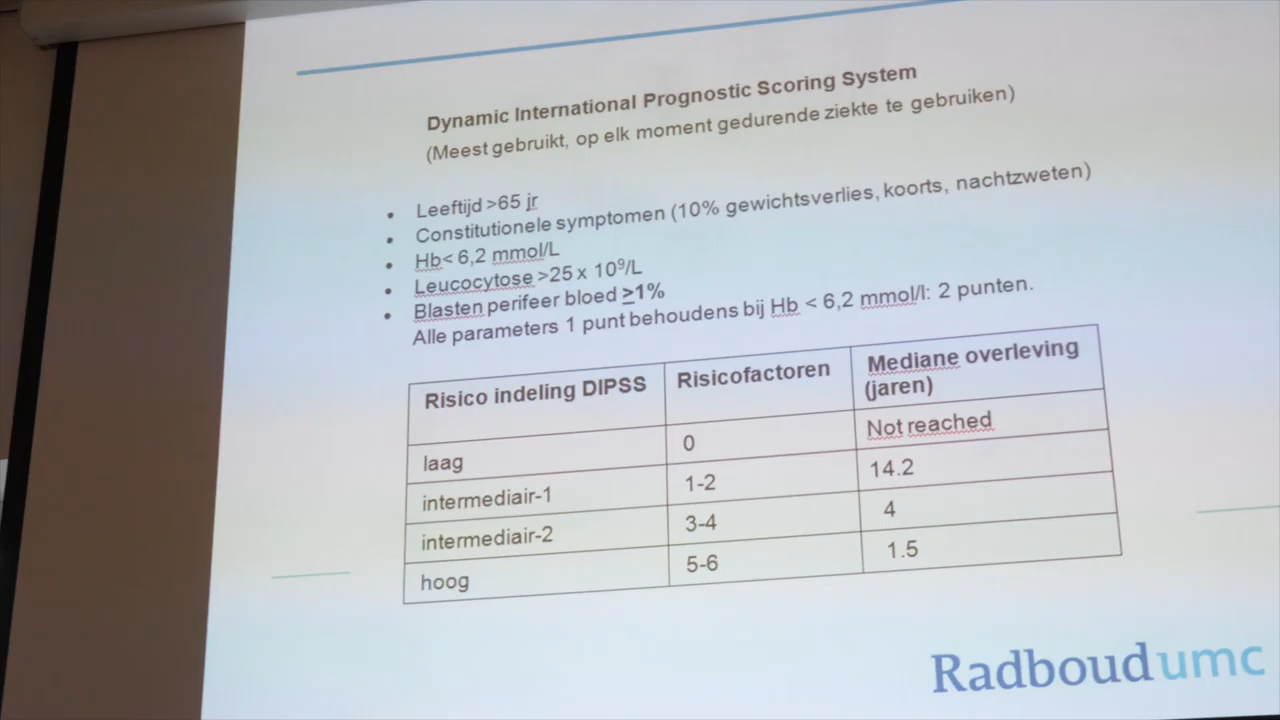 Dynamic International Prognostic Scoring System
(Meest gebruikt, op elk moment gedurende ziekte te gebruiken)
• Leeftijd >65 jr
• Constitutionele symptomen (10% gewichtsverlies, koorts, nachtzweten)
• Hb< 6,2 mmol/L
• Leucocytose >25 x 10⁹/L
• Blasten perifeer bloed ≥1%
Alle parameters 1 punt behoudens bij Hb < 6,2 mmol/l: 2 punten.
Risico indeling DIPSS Risicofactoren Mediane overleving
(jaren)
laag 0 Not reached
intermediair-1 1-2 14.2
intermediair-2 3-4 4
hoog 5-6 1.5
Radboudumc